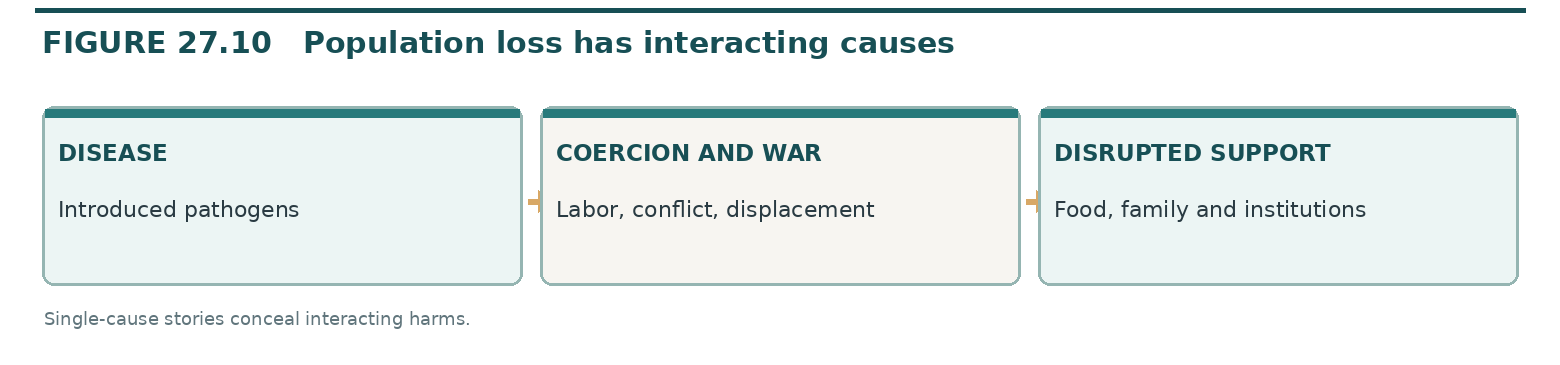 FIGURE 27.10 Population loss has interacting causes
DISEASE
Introduced pathogens
COERCION AND WAR
Labor, conflict, displacement
DISRUPTED SUPPORT
Food, family and institutions
Single-cause stories conceal interacting harms.